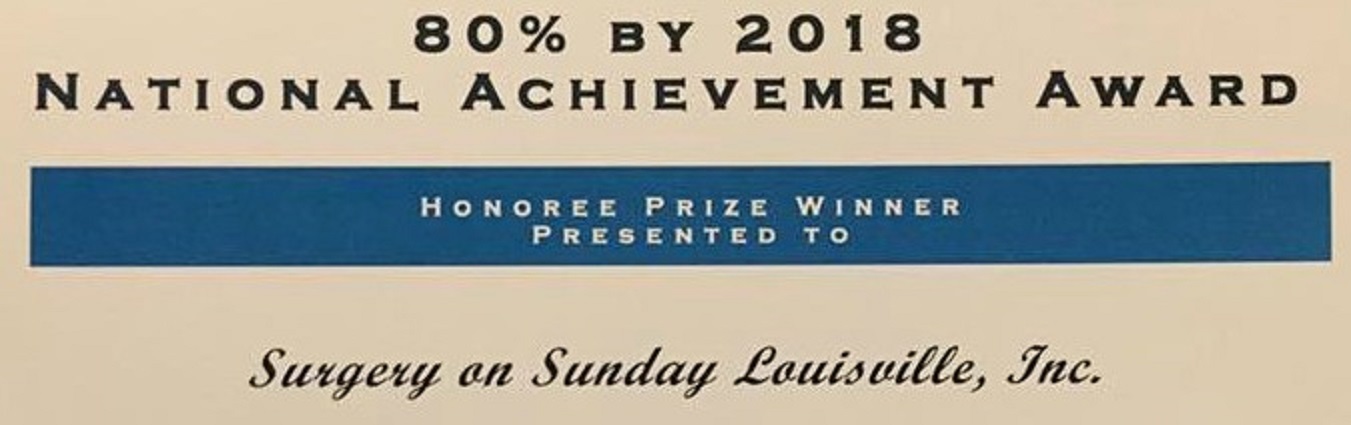 80% BY 2018
NATIONAL ACHIEVEMENT AWARD
HONOREE PRIZE WINNER
PRESENTED TO
Surgery on Sunday Louisville, Inc.